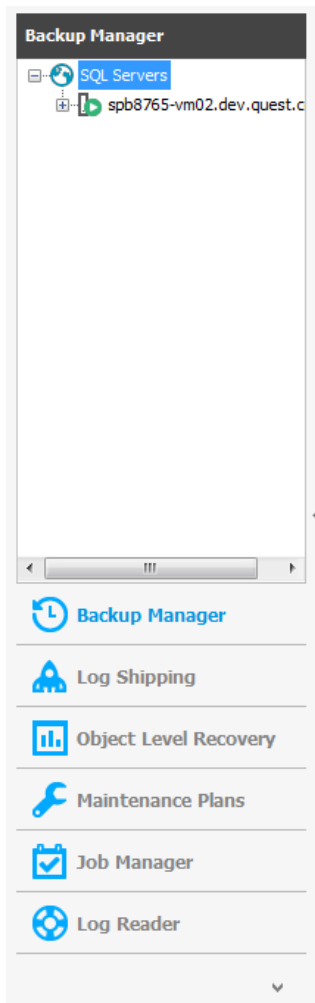 Backup Manager
SQL Servers
spb8765-vm02.dev.quest.c
Backup Manager
Log Shipping
Object Level Recovery
Maintenance Plans
Job Manager
Log Reader